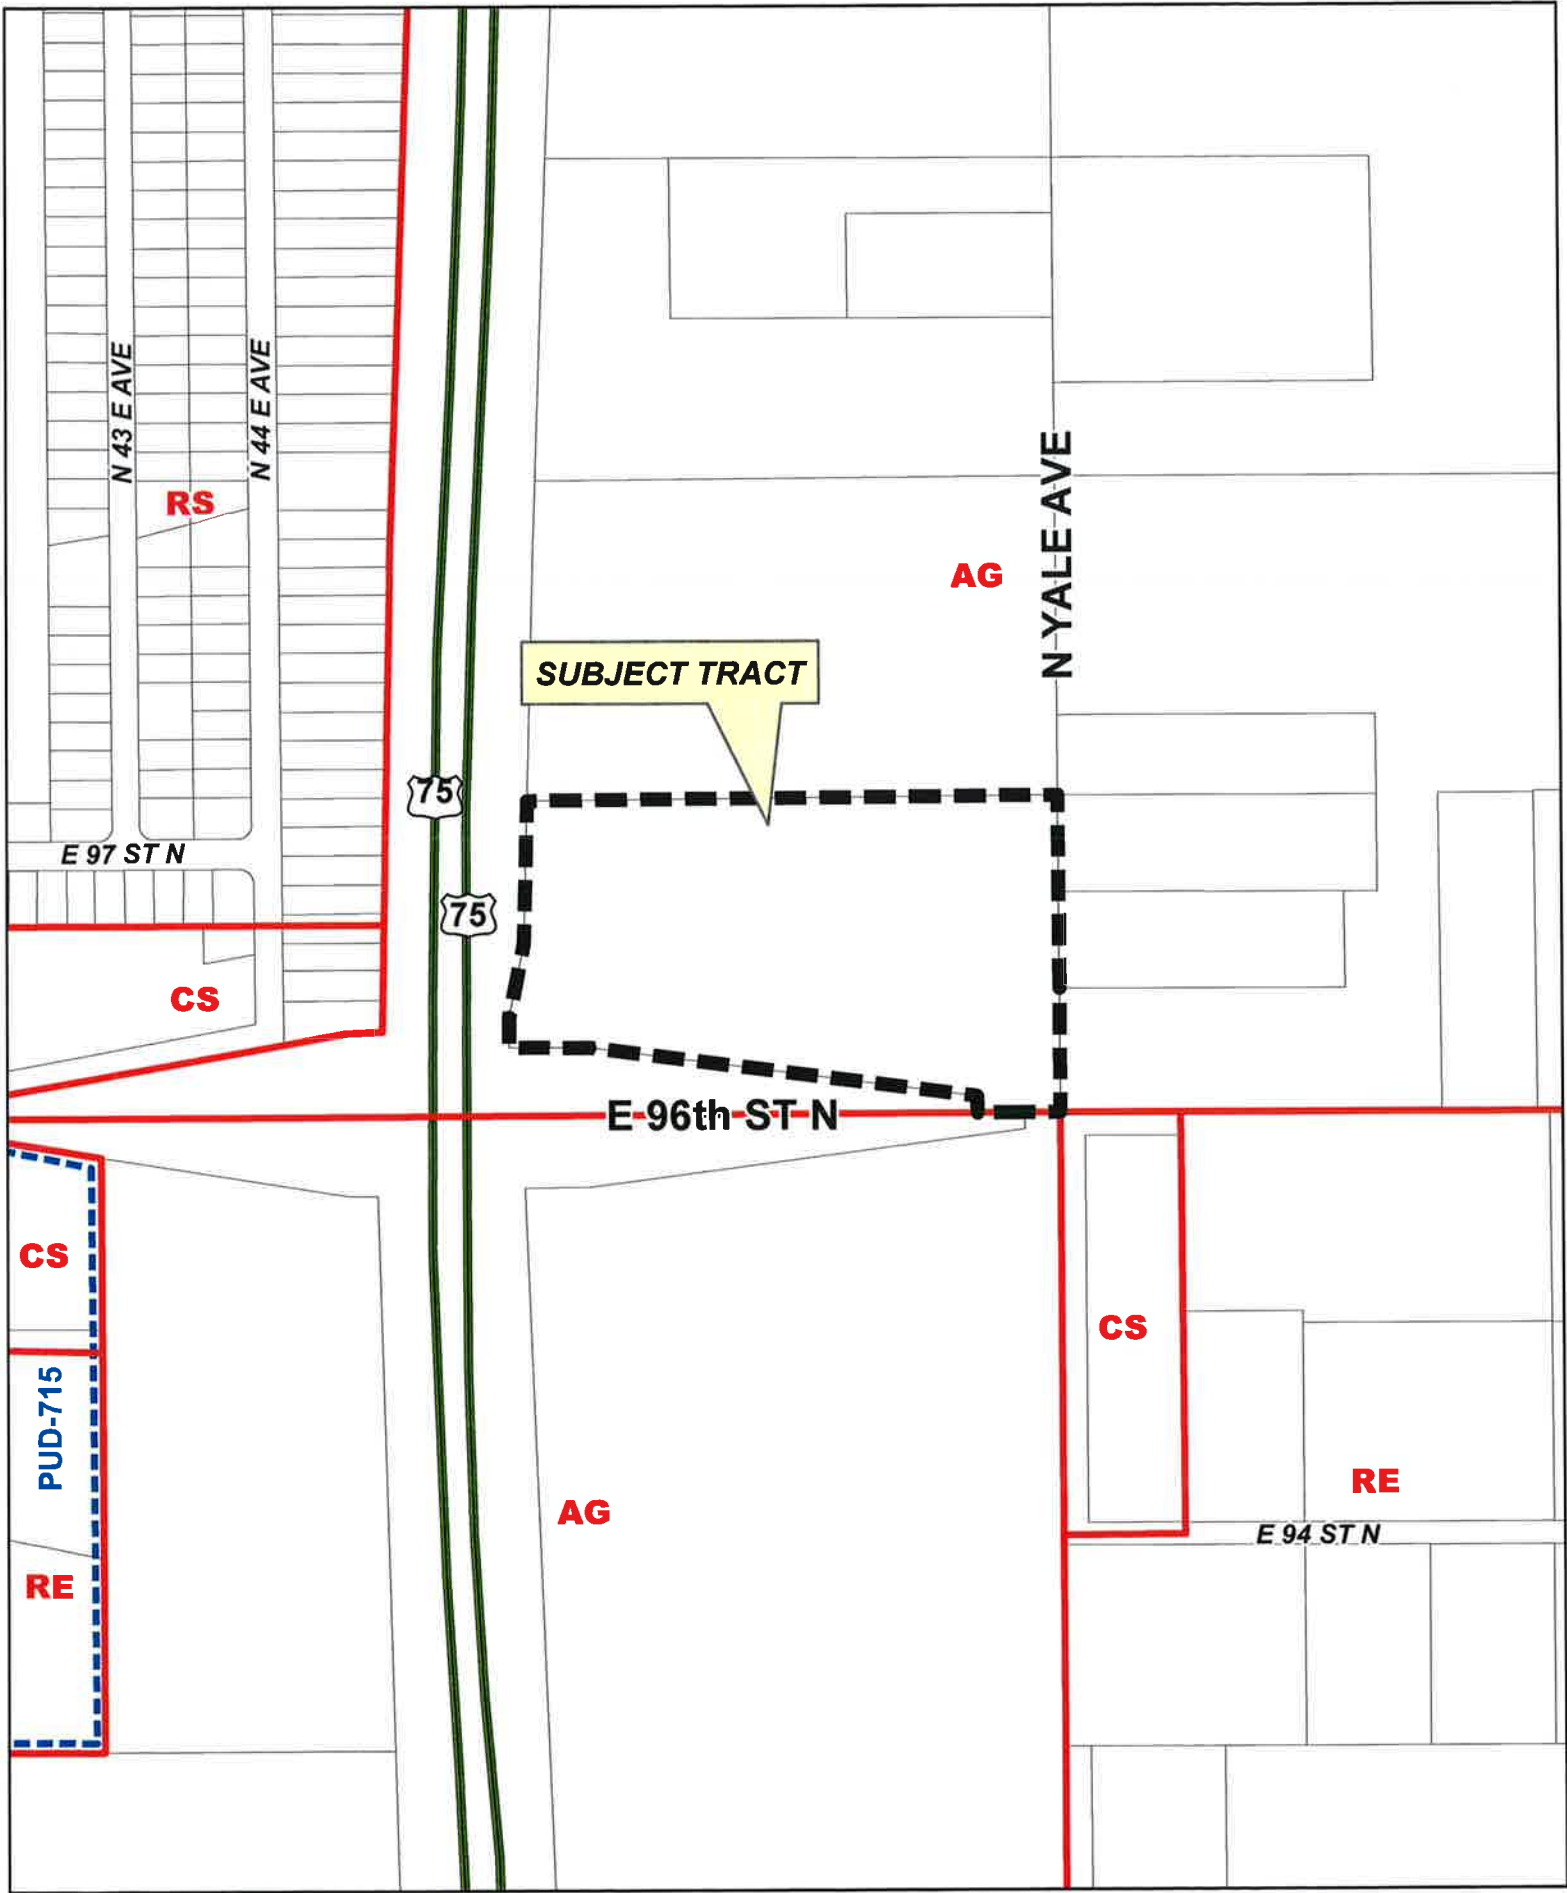 N 43 E AVE
N 44 E AVE
RS
AG
N YALE AVE
SUBJECT TRACT
75
E 97 ST N
75
CS
E 96th ST N
CS
CS
PUD-715
RE
AG
RE
E 94 ST N